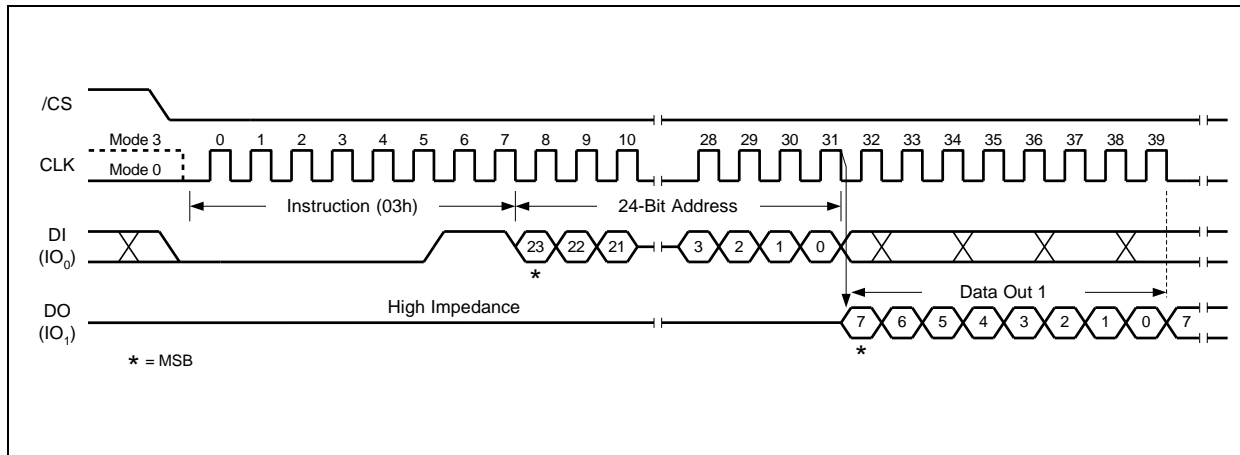 /CS
Mode 3
0 1 2 3 4 5 6 7 8 9 10 28 29 30 31 32 33 34 35 36 37 38 39
CLK
Mode 0
Instruction (03h)
24-Bit Address
DI
(IO0)
23 22 21 3 2 1 0
*
Data Out 1
High Impedance
DO
(IO1)
7 6 5 4 3 2 1 0 7
*
* = MSB